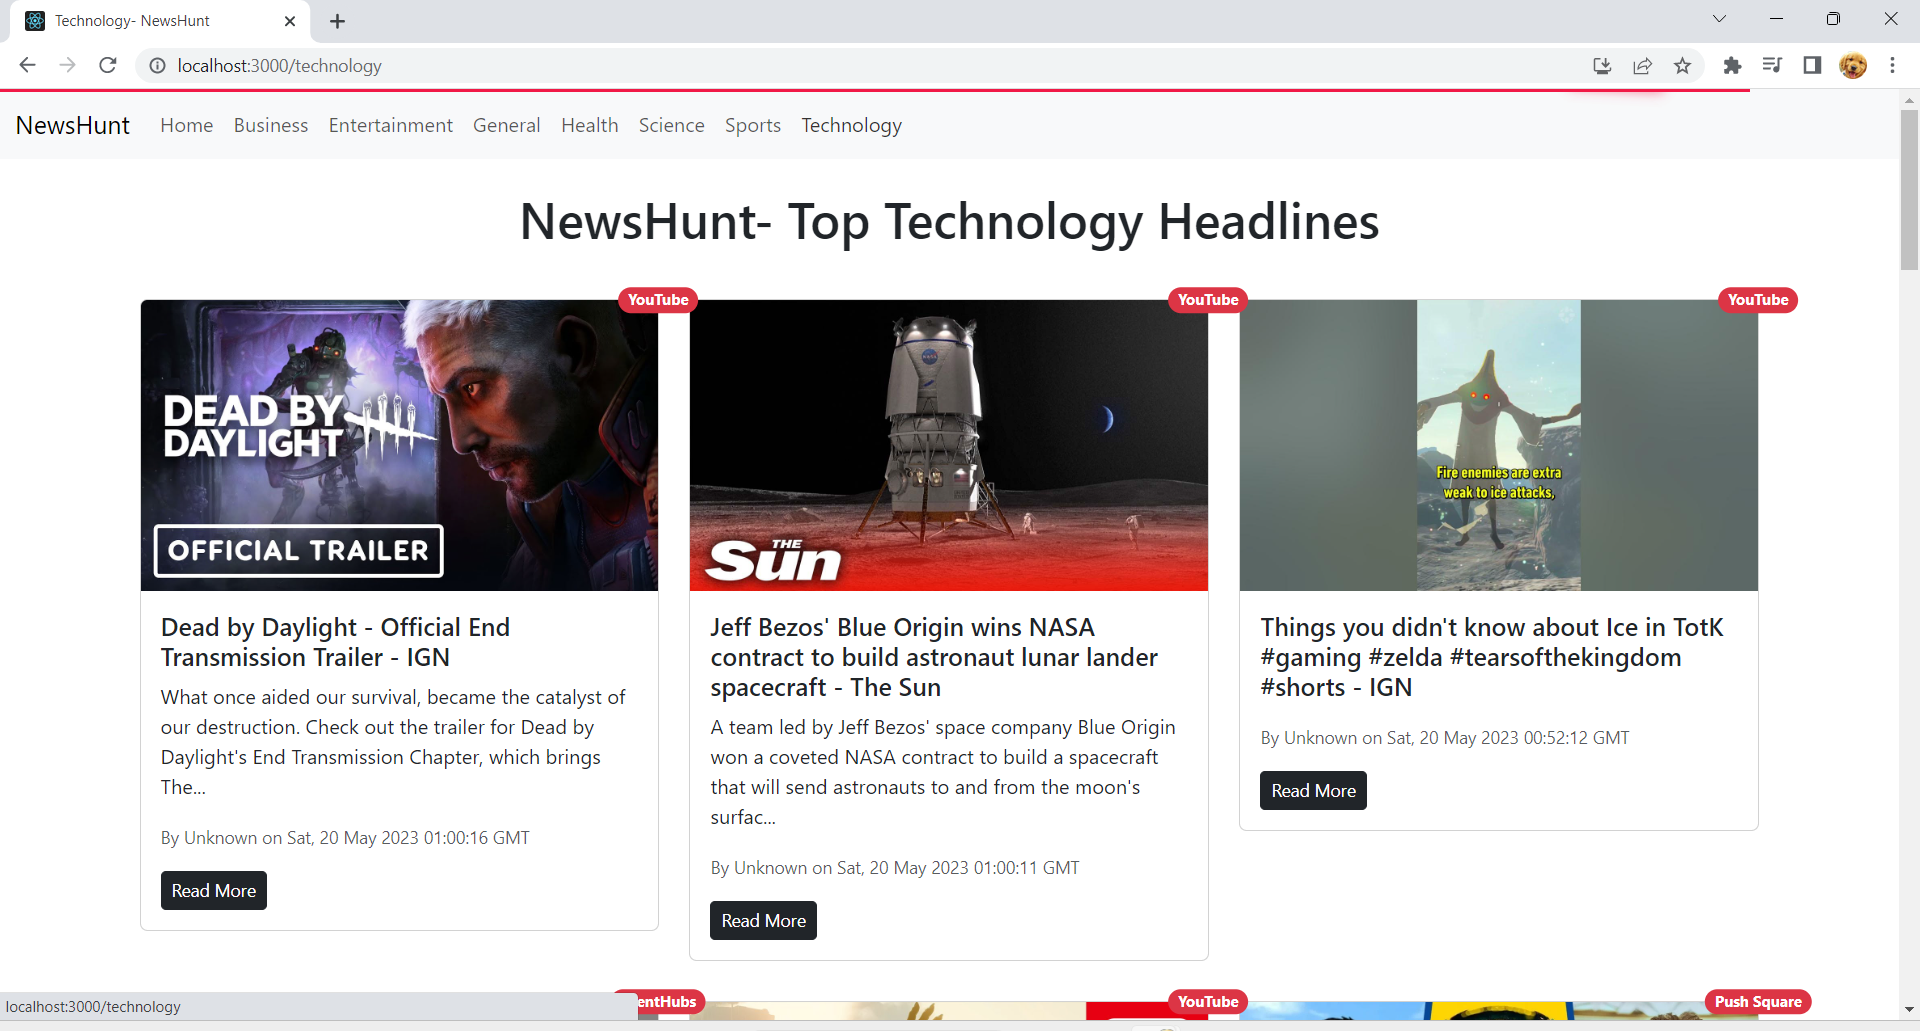 Technology- NewsHunt
localhost:3000/technology
NewsHunt Home Business Entertainment General Health Science Sports Technology
NewsHunt- Top Technology Headlines
YouTube
DEAD BY
DAYLIGHT
OFFICIAL TRAILER
Dead by Daylight - Official End
Transmission Trailer - IGN
What once aided our survival, became the catalyst of
our destruction. Check out the trailer for Dead by
Daylight's End Transmission Chapter, which brings
The...
By Unknown on Sat, 20 May 2023 01:00:16 GMT
Read More
YouTube
NASA
THE
Sun
Jeff Bezos' Blue Origin wins NASA
contract to build astronaut lunar lander
spacecraft - The Sun
A team led by Jeff Bezos' space company Blue Origin
won a coveted NASA contract to build a spacecraft
that will send astronauts to and from the moon's
surfac...
By Unknown on Sat, 20 May 2023 01:00:11 GMT
Read More
YouTube
Fire enemies are extra
weak to ice attacks,
Things you didn't know about Ice in TotK
#gaming #zelda #tearsofthekingdom
#shorts - IGN
By Unknown on Sat, 20 May 2023 00:52:12 GMT
Read More
entHubs
YouTube
Push Square
localhost:3000/technology